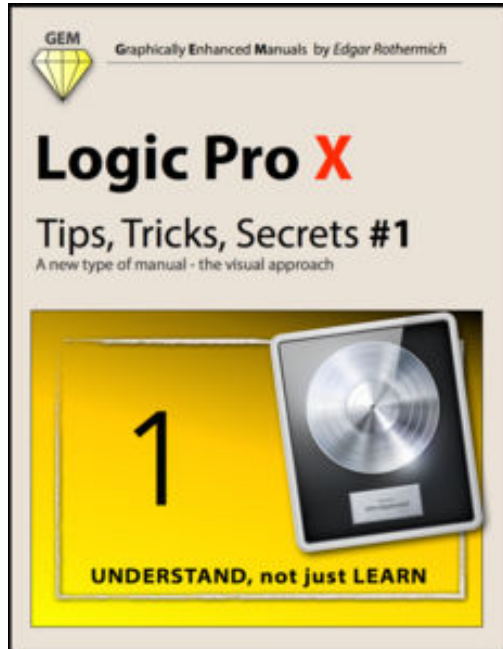 GEM
Graphically Enhanced Manuals by Edgar Rothermich
Logic Pro X
Tips, Tricks, Secrets #1
A new type of manual - the visual approach
1
UNDERSTAND, not just LEARN